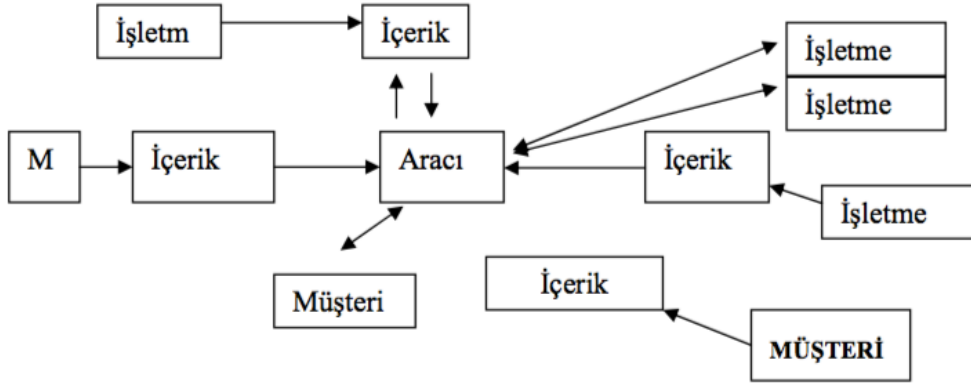 İşletm
İçerik
İşletme
İşletme
M
İçerik
Aracı
İçerik
İşletme
Müşteri
İçerik
MÜŞTERİ